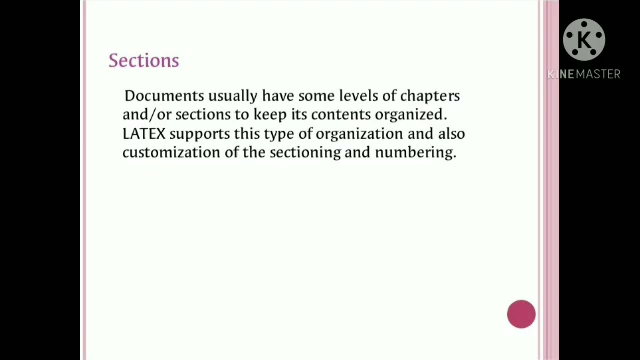 K
KINEMASTER
Sections
Documents usually have some levels of chapters
and/or sections to keep its contents organized.
LATEX supports this type of organization and also
customization of the sectioning and numbering.